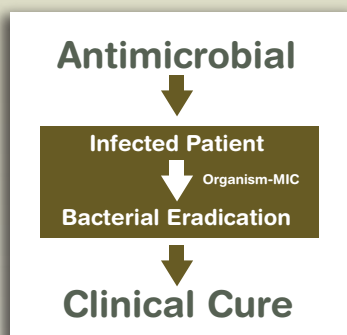 Antimicrobial
Infected Patient
Organism-MIC
Bacterial Eradication
Clinical Cure